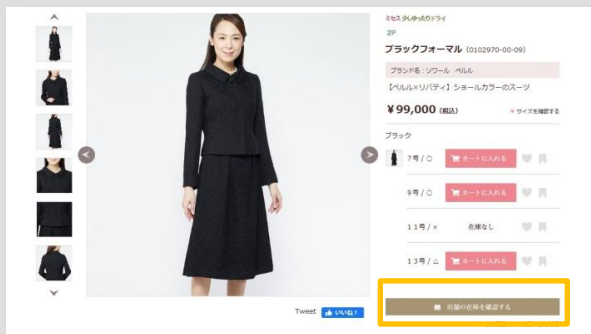 ミセス 少しゆったり ドライ
2P
ブラックフォーマル (0102970-00-09)
ブランド名：ソワール ペルル
【ペルル×リバティ】ショールカラーのスーツ
¥99,000 (税込)
サイズを確認する
ブラック
7号 / ○ カートに入れる
9号 / ○ カートに入れる
11号 / × 在庫なし
13号 / △ カートに入れる
店舗の在庫を確認する
Tweet いいね！